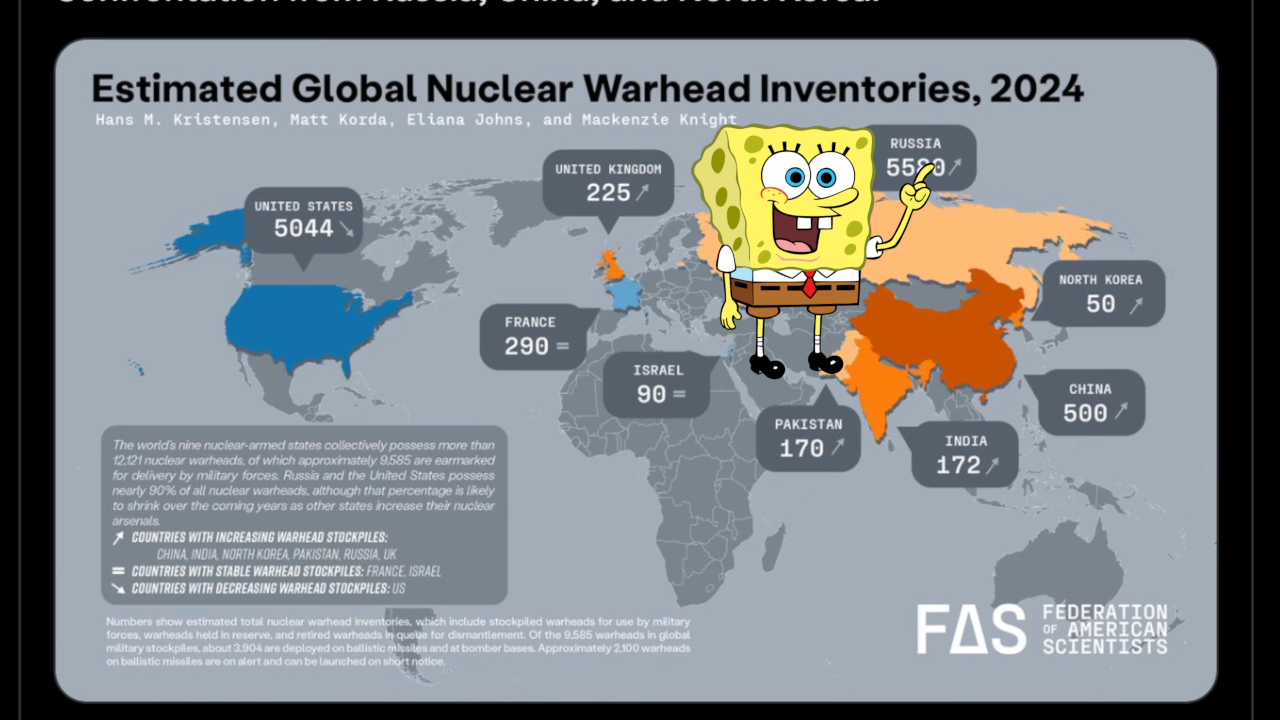 Confrontation from Russia, China, and North Korea.
Estimated Global Nuclear Warhead Inventories, 2024
Hans M. Kristensen, Matt Korda, Eliana Johns, and Mackenzie Knight
RUSSIA
5580
UNITED KINGDOM
225
UNITED STATES
5044
NORTH KOREA
50
FRANCE
290 =
ISRAEL
90 =
CHINA
500
PAKISTAN
170
INDIA
172
The world's nine nuclear-armed states collectively possess more than
12,121 nuclear warheads, of which approximately 9,585 are earmarked
for delivery by military forces. Russia and the United States possess
nearly 90% of all nuclear warheads, although that percentage is likely
to shrink over the coming years as other states increase their nuclear
arsenals.
COUNTRIES WITH INCREASING WARHEAD STOCKPILES:
CHINA, INDIA, NORTH KOREA, PAKISTAN, RUSSIA, UK
= COUNTRIES WITH STABLE WARHEAD STOCKPILES: FRANCE, ISRAEL
COUNTRIES WITH DECREASING WARHEAD STOCKPILES: US
Numbers show estimated total nuclear warhead inventories, which include stockpiled warheads for use by military
forces, warheads held in reserve, and retired warheads in queue for dismantlement. Of the 9,585 warheads in global
military stockpiles, about 3,904 are deployed on ballistic missiles and at bomber bases. Approximately 2,100 warheads
on ballistic missiles are on alert and can be launched on short notice.
FAS
FEDERATION
OF AMERICAN
SCIENTISTS